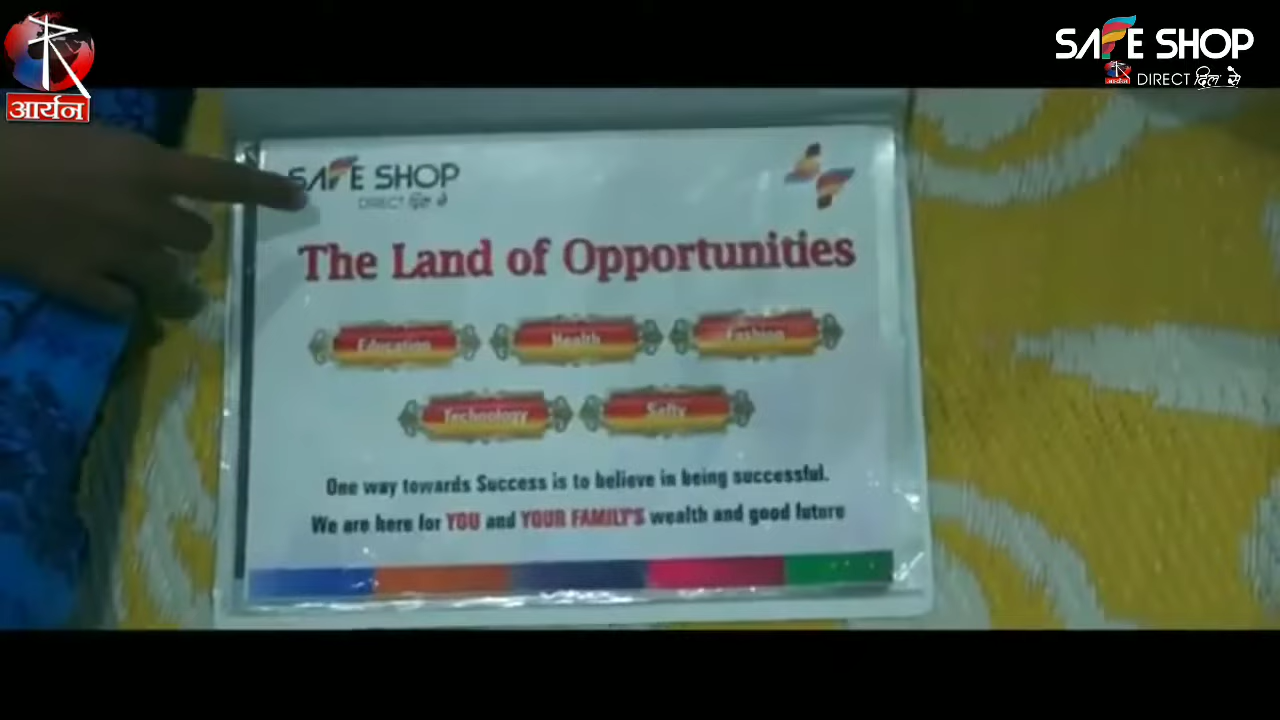 आर्यन
SAFE SHOP
आर्यन DIRECT दिल से
SAFE SHOP
DIRECT दिल से
The Land of Opportunities
Education Health Fashion
Technology Safty
One way towards Success is to believe in being successful.
We are here for YOU and YOUR FAMILY'S wealth and good future